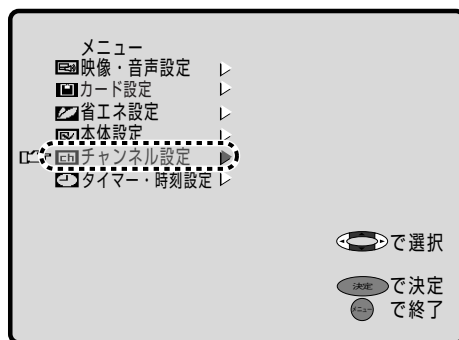 メニュー
映像・音声設定
カード設定
省エネ設定
本体設定
ch チャンネル設定
タイマー・時刻設定
で選択
決定 で決定
メニュー で終了